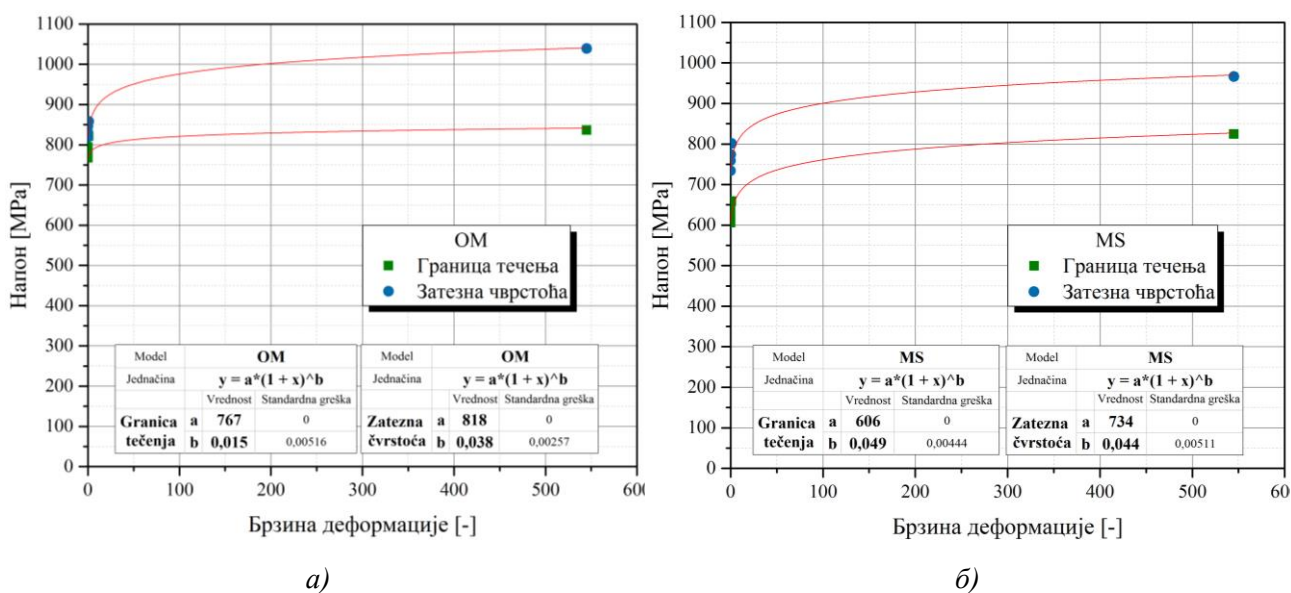 1100
1000
900
800
700
600
500
400
300
200
100
0
Напон [MPa]
OM
Граница течења
Затезна чврстоћа
Model OM
Jednačina y = a*(1 + x)^b
Vrednost Standardna greška
Granica a 767 0
tečenja b 0,015 0,00516
Model OM
Jednačina y = a*(1 + x)^b
Vrednost Standardna greška
Zatezna a 818 0
čvrstoća b 0,038 0,00257
0 100 200 300 400 500 600
Брзина деформације [-]
а)
1100
1000
900
800
700
600
500
400
300
200
100
0
Напон [MPa]
MS
Граница течења
Затезна чврстоћа
Model MS
Jednačina y = a*(1 + x)^b
Vrednost Standardna greška
Granica a 606 0
tečenja b 0,049 0,00444
Model MS
Jednačina y = a*(1 + x)^b
Vrednost Standardna greška
Zatezna a 734 0
čvrstoća b 0,044 0,00511
0 100 200 300 400 500 600
Брзина деформације [-]
б)